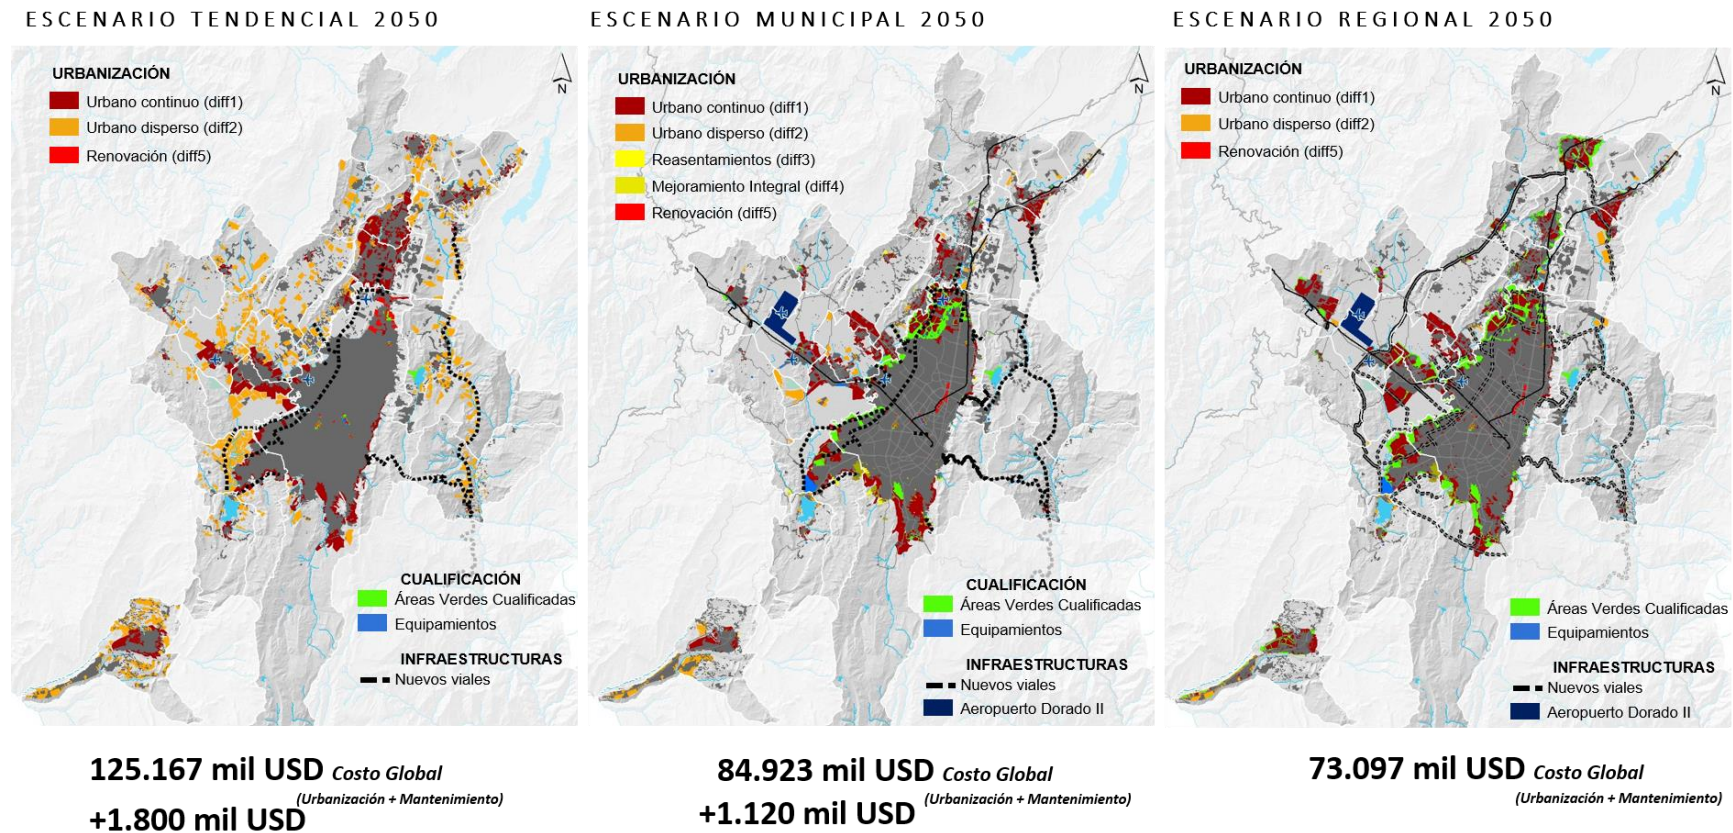 ESCENARIO TENDENCIAL 2050
URBANIZACIÓN
Urbano continuo (diff1)
Urbano disperso (diff2)
Renovación (diff5)
N
CUALIFICACIÓN
Áreas Verdes Cualificadas
Equipamientos
INFRAESTRUCTURAS
Nuevos viales
125.167 mil USD Costo Global
(Urbanización + Mantenimiento)
+1.800 mil USD
ESCENARIO MUNICIPAL 2050
URBANIZACIÓN
Urbano continuo (diff1)
Urbano disperso (diff2)
Reasentamientos (diff3)
Mejoramiento Integral (diff4)
Renovación (diff5)
N
CUALIFICACIÓN
Áreas Verdes Cualificadas
Equipamientos
INFRAESTRUCTURAS
Nuevos viales
Aeropuerto Dorado II
84.923 mil USD Costo Global
(Urbanización + Mantenimiento)
+1.120 mil USD
ESCENARIO REGIONAL 2050
URBANIZACIÓN
Urbano continuo (diff1)
Urbano disperso (diff2)
Renovación (diff5)
N
Áreas Verdes Cualificadas
Equipamientos
INFRAESTRUCTURAS
Nuevos viales
Aeropuerto Dorado II
73.097 mil USD Costo Global
(Urbanización + Mantenimiento)